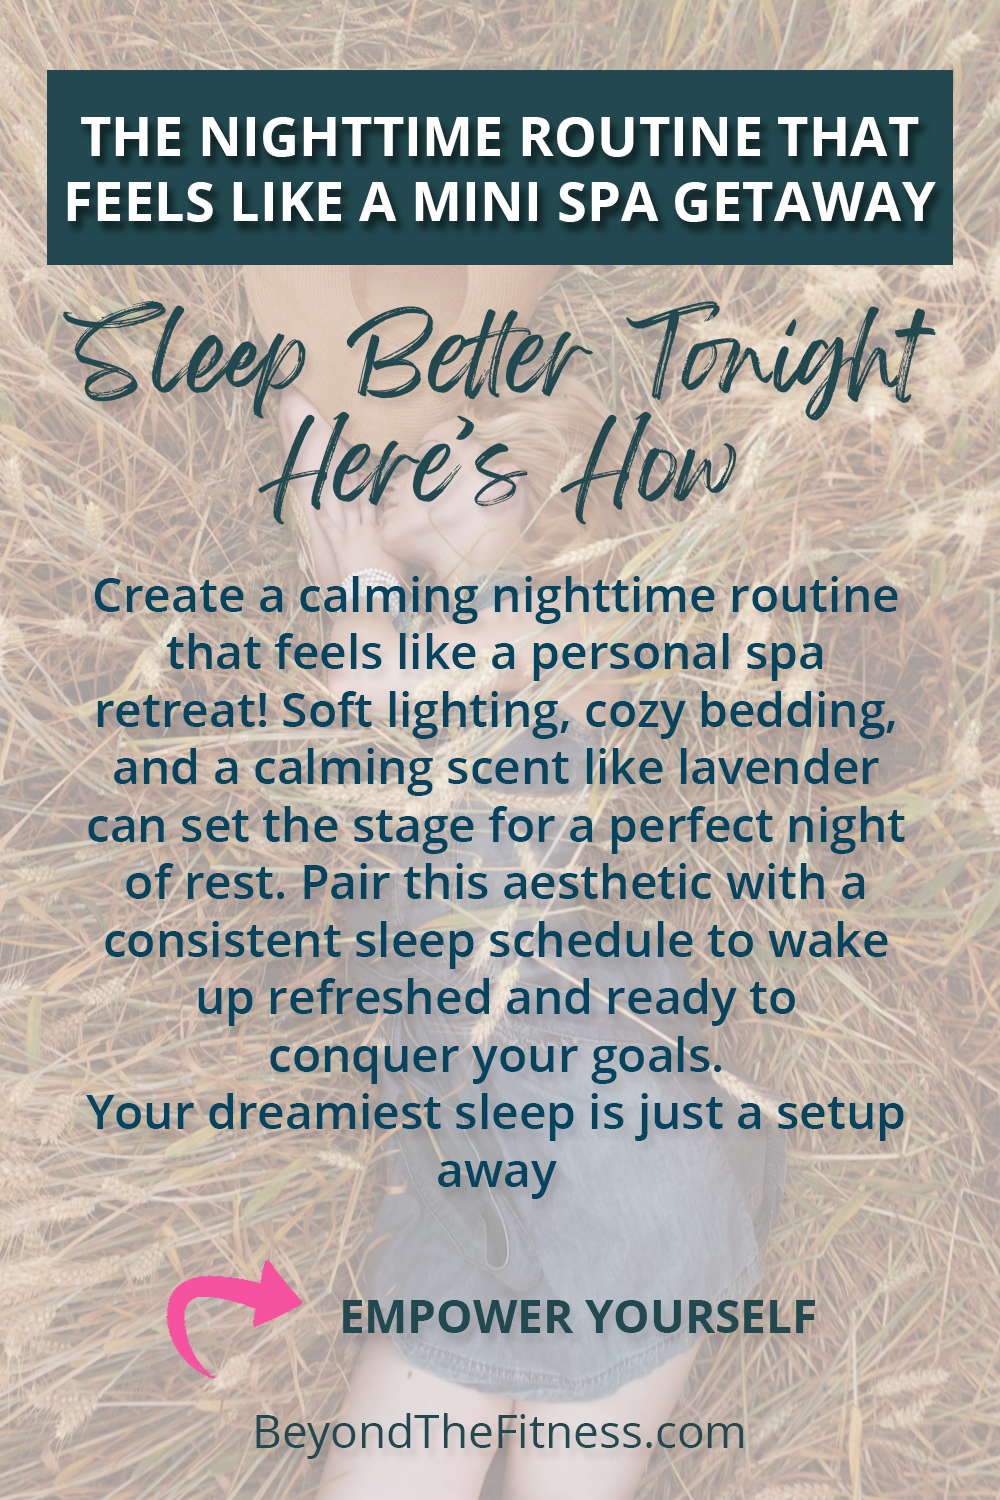 THE NIGHTTIME ROUTINE THAT
FEELS LIKE A MINI SPA GETAWAY
Sleep Better Tonight
Here's How
Create a calming nighttime routine
that feels like a personal spa
retreat! Soft lighting, cozy bedding,
and a calming scent like lavender
can set the stage for a perfect night
of rest. Pair this aesthetic with a
consistent sleep schedule to wake
up refreshed and ready to
conquer your goals.
Your dreamiest sleep is just a setup
away
EMPOWER YOURSELF
BeyondTheFitness.com